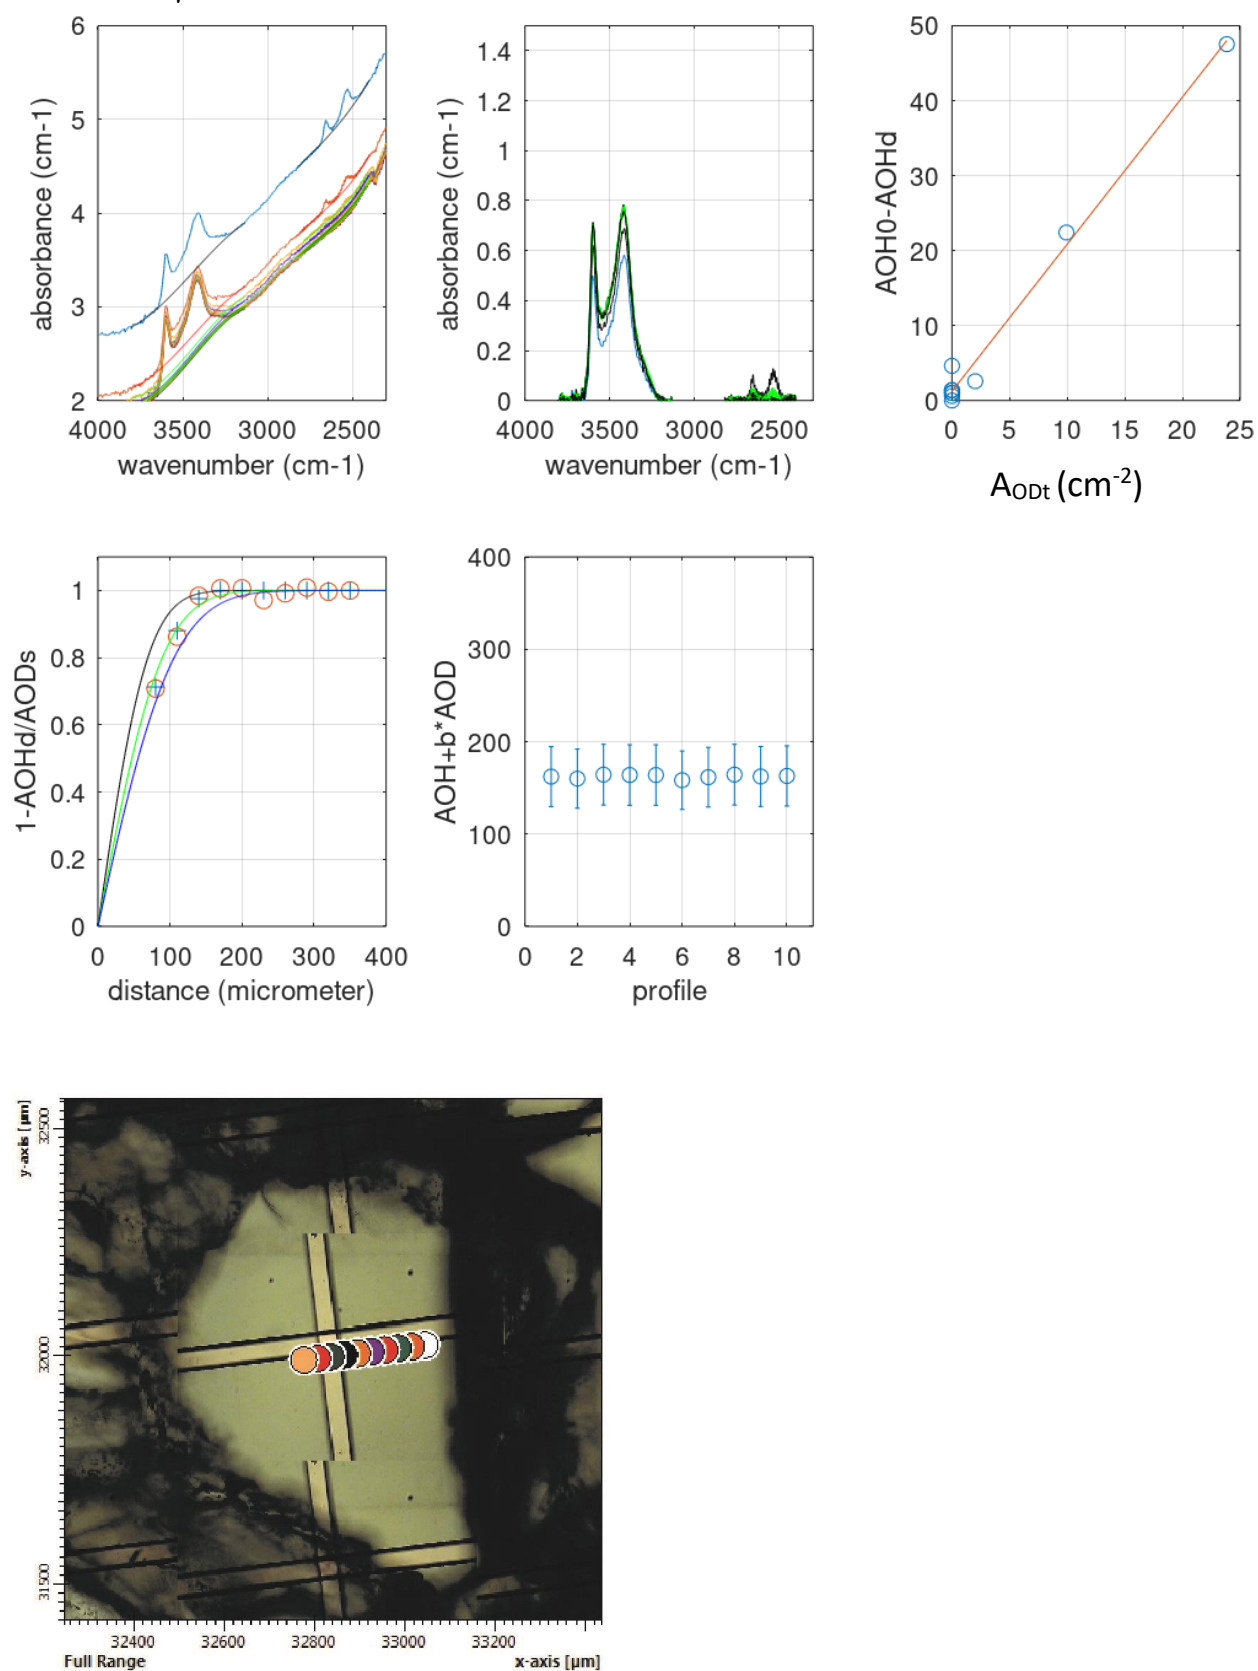 6
5
4
3
2
4000 3500 3000 2500
absorbance (cm-1)
wavenumber (cm-1)
1.4
1.2
1
0.8
0.6
0.4
0.2
0
4000 3500 3000 2500
absorbance (cm-1)
wavenumber (cm-1)
50
40
30
20
10
0
0 5 10 15 20 25
AOH0-AOHd
AODt (cm-2)
1
0.8
0.6
0.4
0.2
0
0 100 200 300 400
1-AOHd/AODs
distance (micrometer)
400
300
200
100
0
0 2 4 6 8 10
AOH+b*AOD
profile
y-axis [µm]
32500
32000
31500
32400 32600 32800 33000 33200
Full Range x-axis [µm]